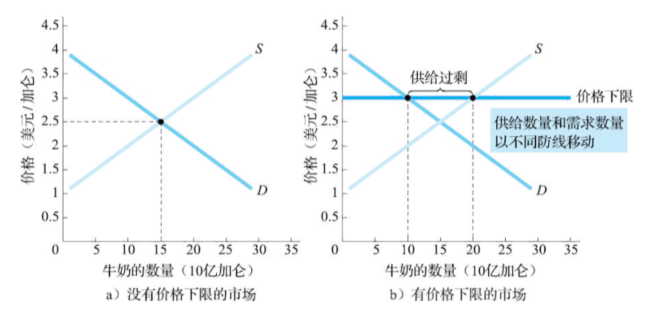 4.5
4
3.5
3
2.5
2
1.5
1
0.5
0
5 10 15 20 25 30 35
价格（美元/加仑）
S
D
牛奶的数量（10亿加仑）
a）没有价格下限的市场
4.5
4
3.5
3
2.5
2
1.5
1
0.5
0
5 10 15 20 25 30 35
价格（美元/加仑）
供给过剩
S
价格下限
供给数量和需求数量
以不同防线移动
D
牛奶的数量（10亿加仑）
b）有价格下限的市场